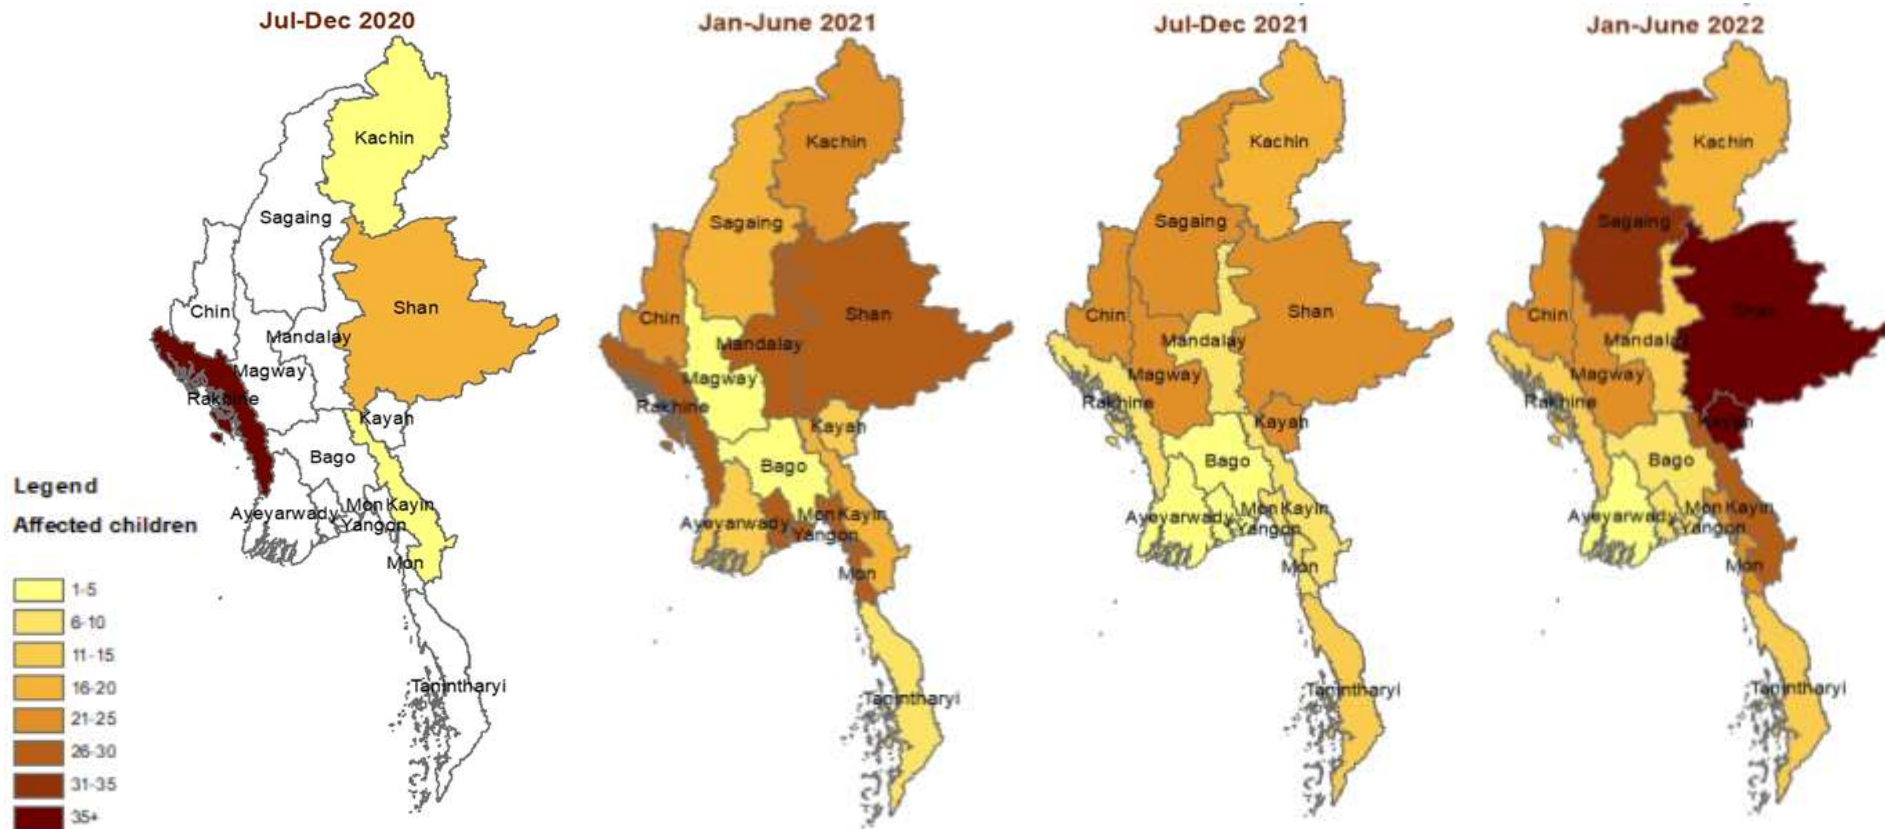 Jul-Dec 2020
Kachin
Sagaing
Chin
Shan
Mandalay
Magway
Rakhine
Kayah
Bago
Ayeyarwady
Mon
Kayin
Yangon
Mon
Tanintharyi
Jan-June 2021
Kachin
Sagaing
Chin
Shan
Mandalay
Magway
Rakhine
Kayah
Bago
Ayeyarwady
Mon
Kayin
Yangon
Mon
Tanintharyi
Jul-Dec 2021
Kachin
Sagaing
Chin
Shan
Mandalay
Magway
Rakhine
Kayah
Bago
Ayeyarwady
Mon
Kayin
Yangon
Mon
Tanintharyi
Jan-June 2022
Kachin
Sagaing
Chin
Shan
Mandalay
Magway
Rakhine
Kayah
Bago
Ayeyarwady
Mon
Kayin
Yangon
Mon
Tanintharyi
Legend
Affected children
1-5
6-10
11-15
16-20
21-25
26-30
31-35
35+